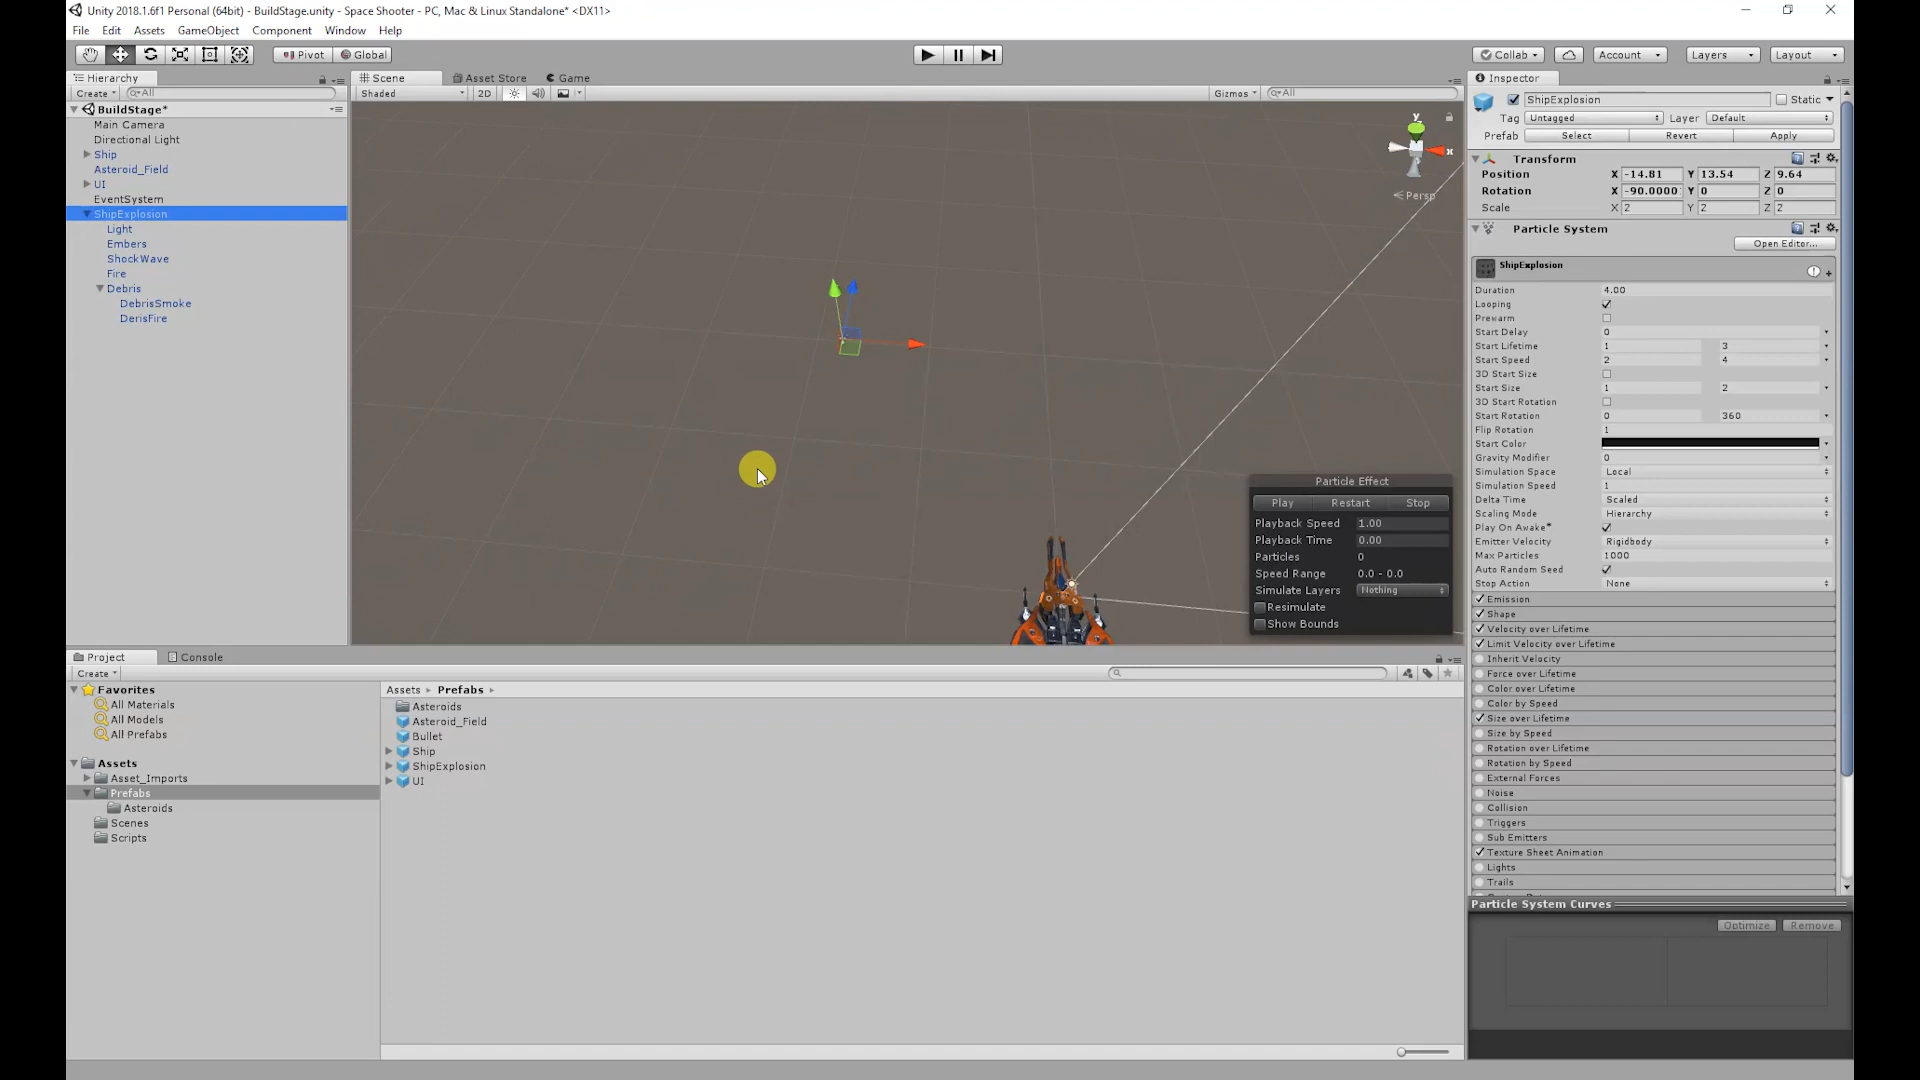 Unity 2018.1.6f1 Personal (64bit) - BuildStage.unity - Space Shooter - PC, Mac & Linux Standalone* <DX11>
File Edit Assets GameObject Component Window Help
Pivot Global Collab Account Layers Layout
Hierarchy
Create All
BuildStage*
Main Camera
Directional Light
Ship
Asteroid_Field
UI
EventSystem
ShipExplosion
Light
Embers
ShockWave
Fire
Debris
DebrisSmoke
DerisFire
Scene Asset Store Game
Shaded 2D Gizmos All
y
x
Persp
Particle Effect
Play Restart Stop
Playback Speed 1.00
Playback Time 0.00
Particles 0
Speed Range 0.0 - 0.0
Simulate Layers Nothing
Resimulate
Show Bounds
Inspector
ShipExplosion Static
Tag Untagged Layer Default
Prefab Select Revert Apply
Transform
Position X -14.81 Y 13.54 Z 9.64
Rotation X -90.0000 Y 0 Z 0
Scale X 2 Y 2 Z 2
Particle System
Open Editor...
ShipExplosion
Duration 4.00
Looping
Prewarm
Start Delay 0
Start Lifetime 1 3
Start Speed 2 4
3D Start Size
Start Size 1 2
3D Start Rotation
Start Rotation 0 360
Flip Rotation 1
Start Color
Gravity Modifier 0
Simulation Space Local
Simulation Speed 1
Delta Time Scaled
Scaling Mode Hierarchy
Play On Awake*
Emitter Velocity Rigidbody
Max Particles 1000
Auto Random Seed
Stop Action None
Emission
Shape
Velocity over Lifetime
Limit Velocity over Lifetime
Inherit Velocity
Force over Lifetime
Color over Lifetime
Color by Speed
Size over Lifetime
Size by Speed
Rotation over Lifetime
Rotation by Speed
External Forces
Noise
Collision
Triggers
Sub Emitters
Texture Sheet Animation
Lights
Trails
Particle System Curves
Optimize Remove
Project Console
Create
Favorites
All Materials
All Models
All Prefabs
Assets
Asset_Imports
Prefabs
Asteroids
Scenes
Scripts
Assets Prefabs
Asteroids
Asteroid_Field
Bullet
Ship
ShipExplosion
UI